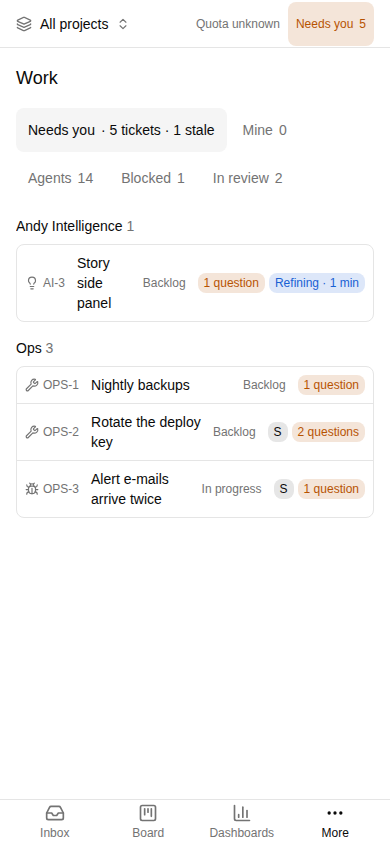 All projects Quota unknown Needs you 5
Work
Needs you · 5 tickets · 1 stale Mine 0
Agents 14 Blocked 1 In review 2
Andy Intelligence 1
AI-3 Story side panel Backlog 1 question Refining · 1 min
Ops 3
OPS-1 Nightly backups Backlog 1 question
OPS-2 Rotate the deploy key Backlog S 2 questions
OPS-3 Alert e-mails arrive twice In progress S 1 question
Inbox Board Dashboards More